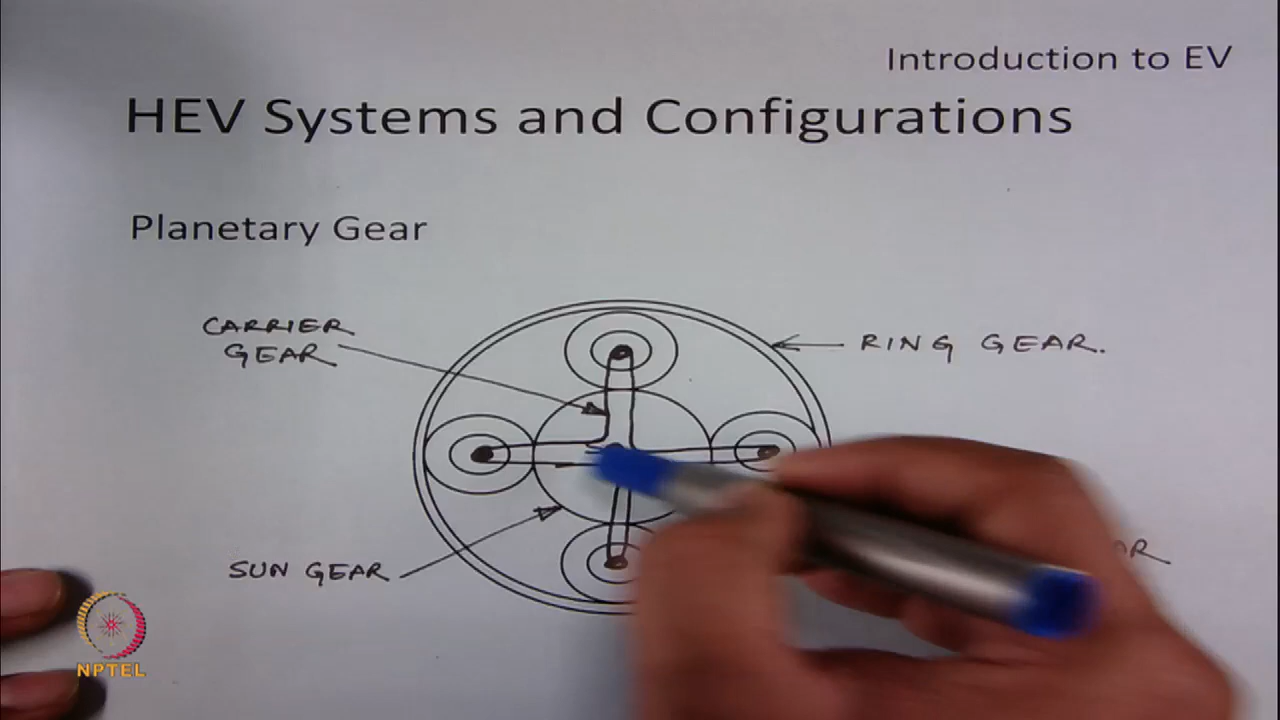 Introduction to EV
HEV Systems and Configurations
Planetary Gear
CARRIER
GEAR
RING GEAR.
SUN GEAR
NPTEL